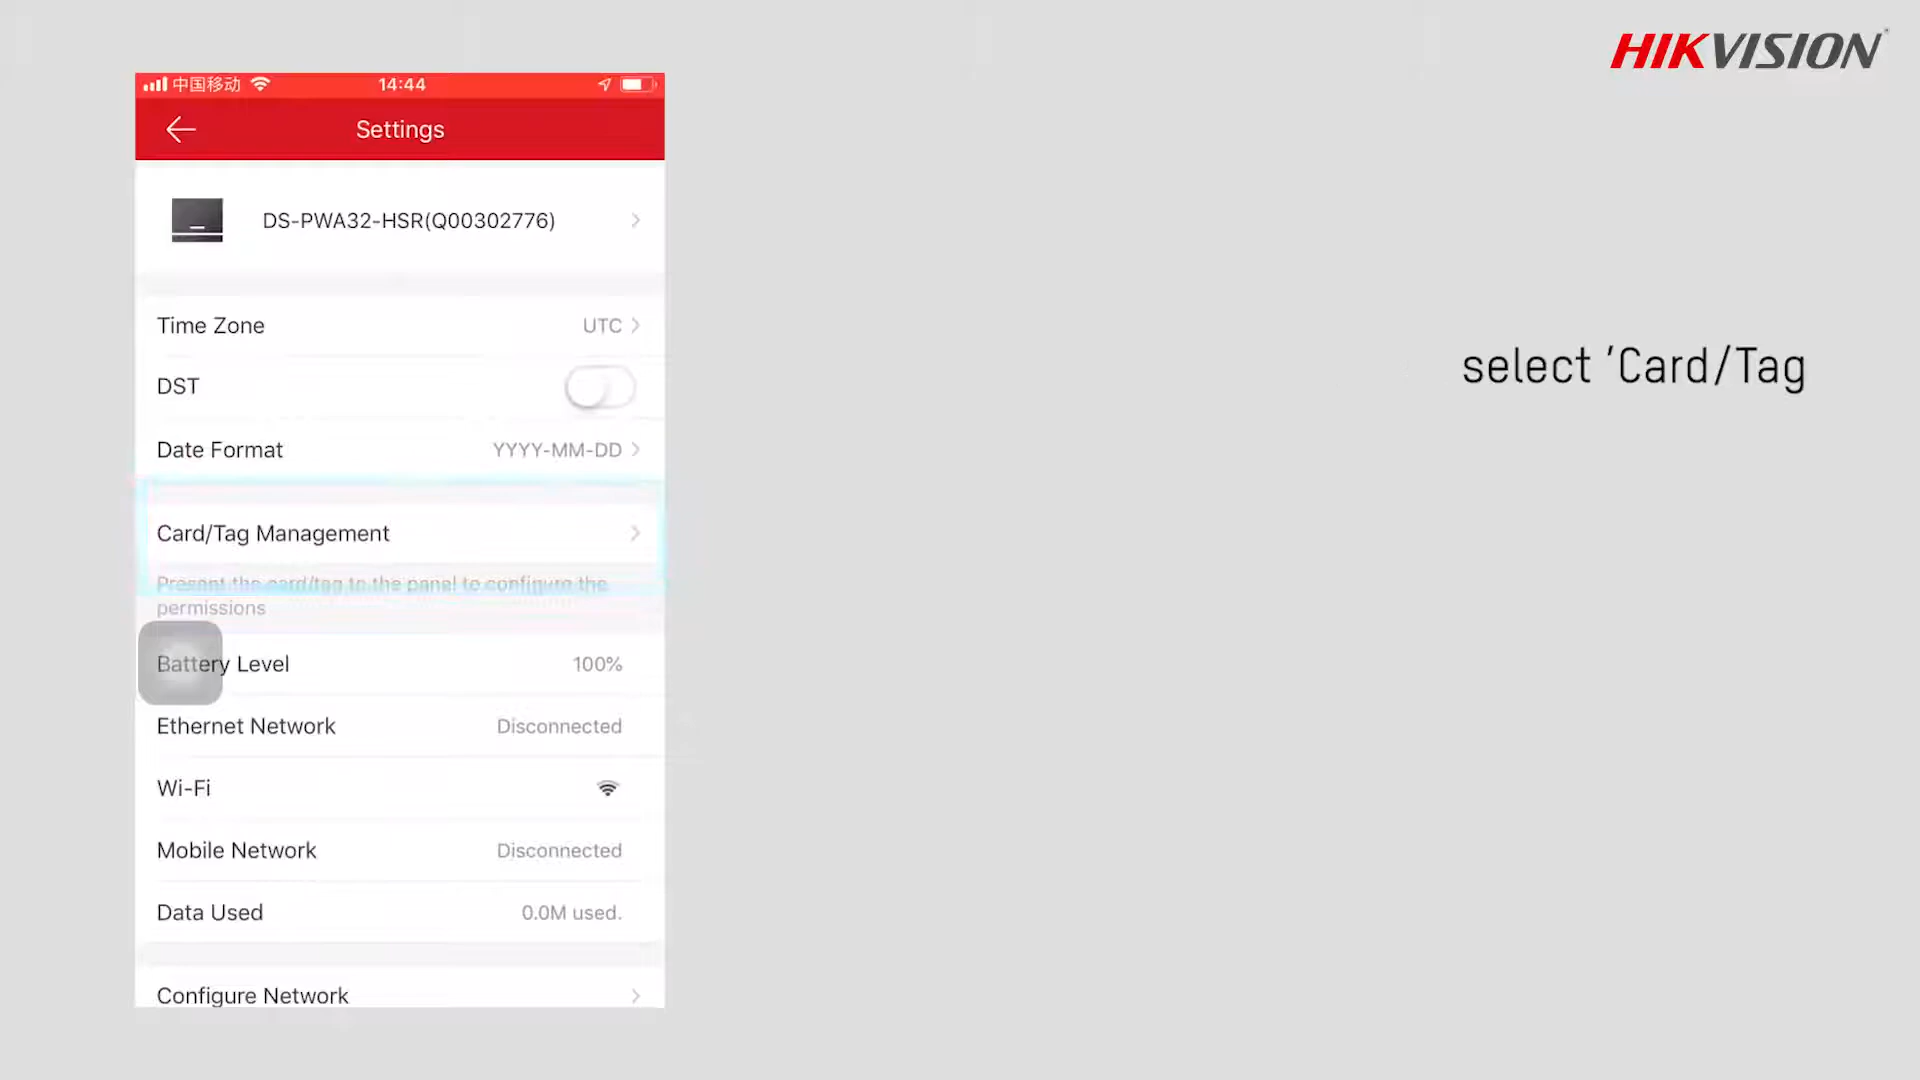 HIKVISION
中国移动
14:44
Settings
DS-PWA32-HSR(Q00302776)
Time Zone UTC
DST
Date Format YYYY-MM-DD
Card/Tag Management
Present the card/tag to the panel to configure the
permissions
Battery Level 100%
Ethernet Network Disconnected
Wi-Fi
Mobile Network Disconnected
Data Used 0.0M used.
Configure Network
select 'Card/Tag